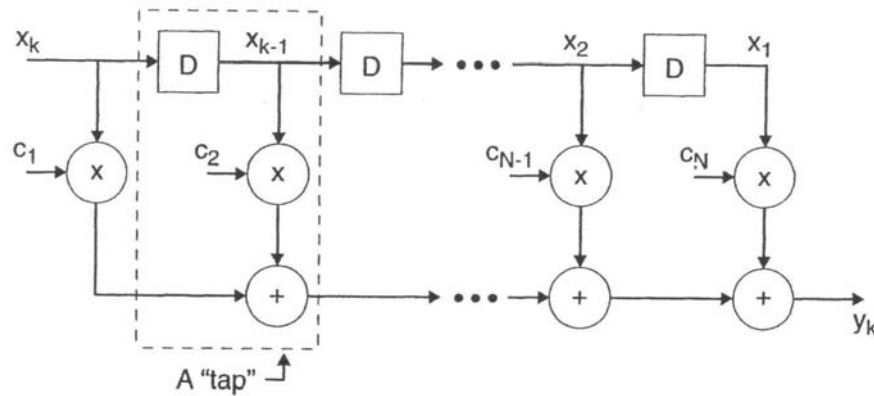 x_k
D
x_{k-1}
D
•••
x_2
D
x_1
c_1
x
c_2
x
c_{N-1}
x
c_N
x
+
•••
+
+
y_k
A “tap”